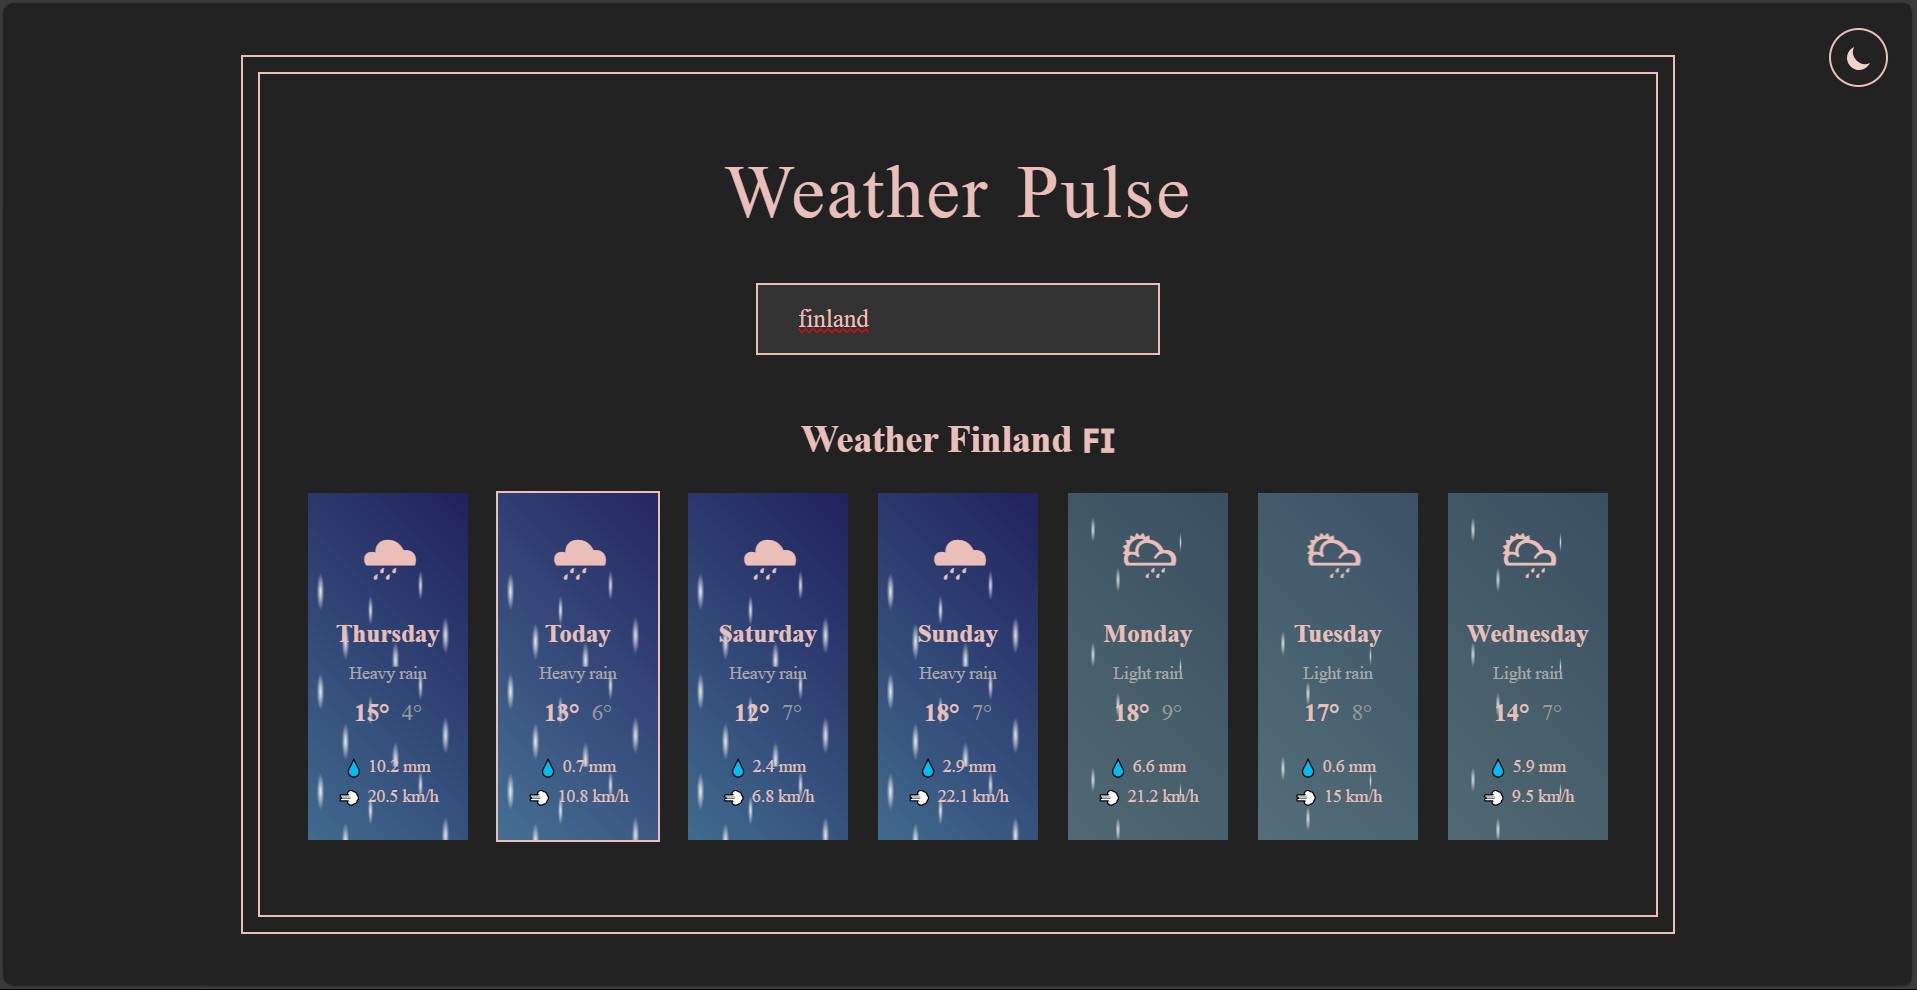 Weather Pulse
finland
Weather Finland FI
Thursday
Heavy rain
15° 4°
10.2 mm
20.5 km/h
Today
Heavy rain
13° 6°
0.7 mm
10.8 km/h
Saturday
Heavy rain
12° 7°
2.4 mm
6.8 km/h
Sunday
Heavy rain
18° 7°
2.9 mm
22.1 km/h
Monday
Light rain
18° 9°
6.6 mm
21.2 km/h
Tuesday
Light rain
17° 8°
0.6 mm
15 km/h
Wednesday
Light rain
14° 7°
5.9 mm
9.5 km/h